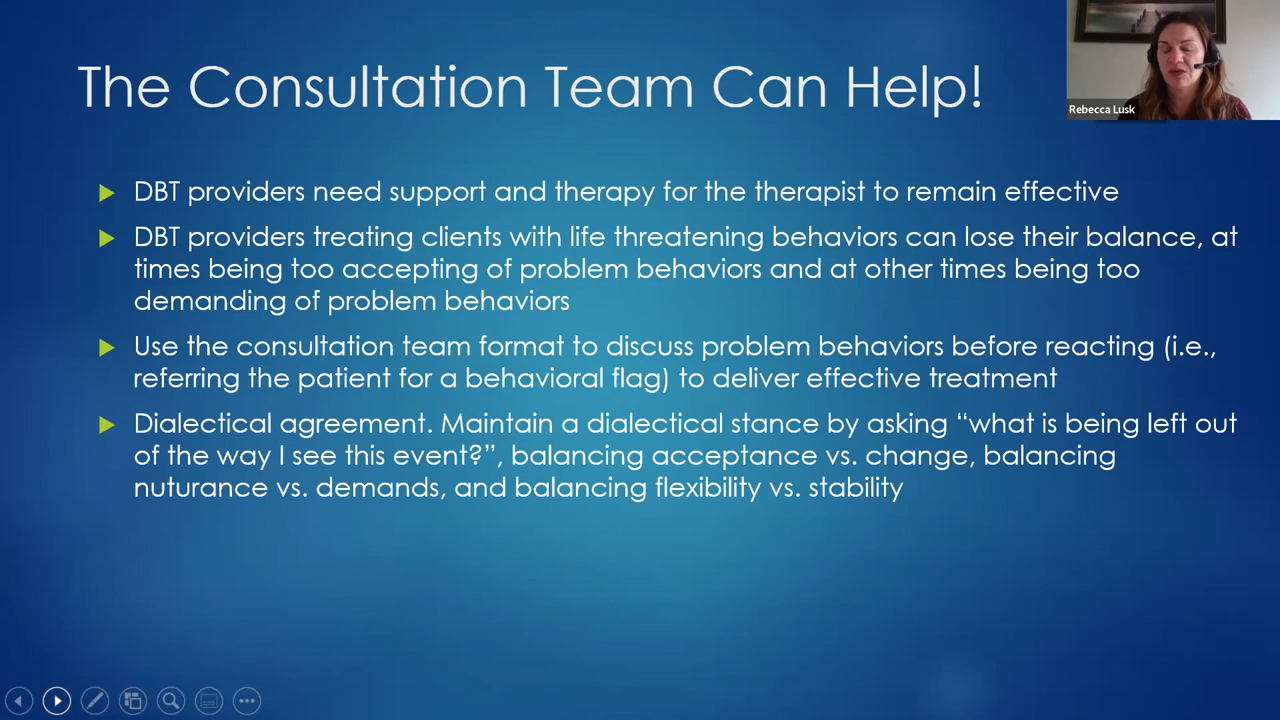 The Consultation Team Can Help!
Rebecca Lusk
DBT providers need support and therapy for the therapist to remain effective
DBT providers treating clients with life threatening behaviors can lose their balance, at
times being too accepting of problem behaviors and at other times being too
demanding of problem behaviors
Use the consultation team format to discuss problem behaviors before reacting (i.e.,
referring the patient for a behavioral flag) to deliver effective treatment
Dialectical agreement. Maintain a dialectical stance by asking “what is being left out
of the way I see this event?”, balancing acceptance vs. change, balancing
nuturance vs. demands, and balancing flexibility vs. stability